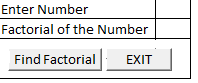 Enter Number
Factorial of the Number
Find Factorial EXIT